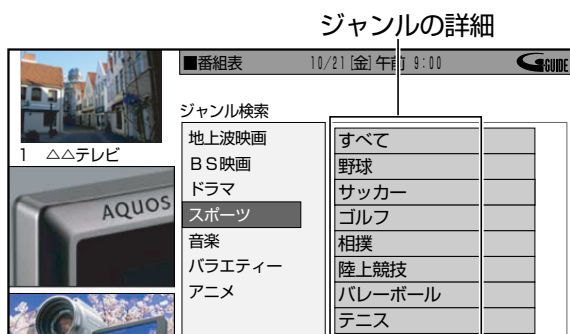 ジャンルの詳細
■番組表 10/21[金]午前 9:00 G-GUIDE
ジャンル検索
1 △△テレビ
AQUOS
地上波映画
ＢＳ映画
ドラマ
スポーツ
音楽
バラエティー
アニメ
すべて
野球
サッカー
ゴルフ
相撲
陸上競技
バレーボール
テニス